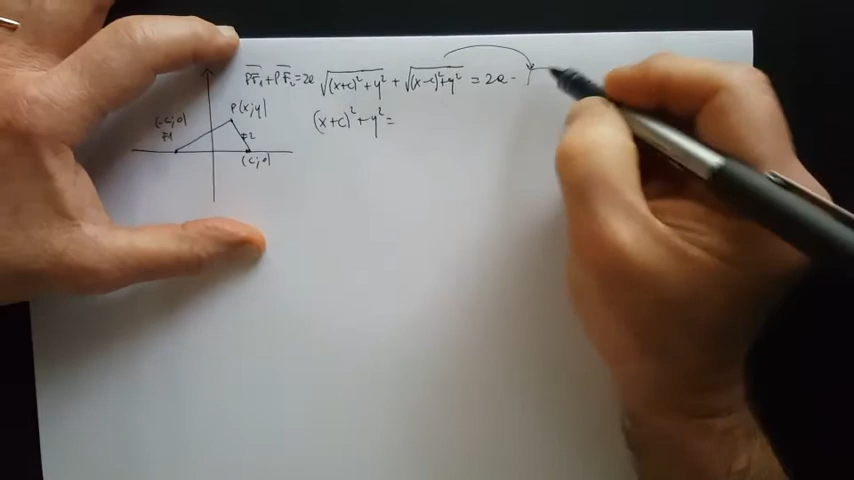 PF₁ + PF₂ = 2a √(x+c)² + y² + √(x-c)² + y² = 2a -
(x+c)² + y² =
P(x;y)
(-c;0)
F1
F2
(c;0)